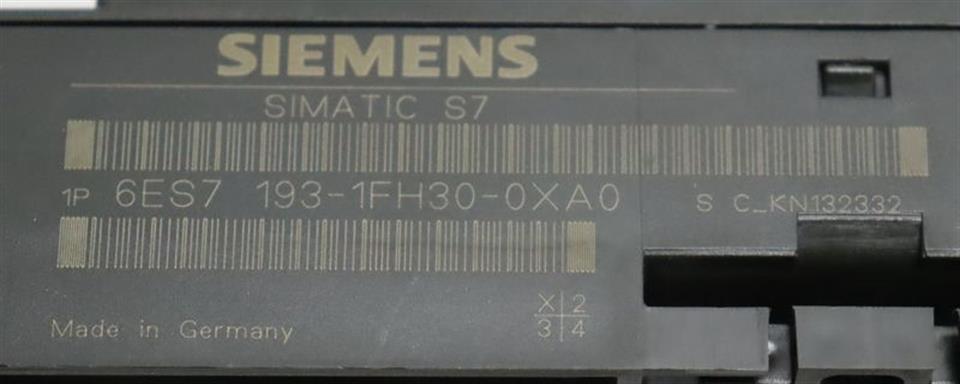 SIEMENS
SIMATIC S7
1P 6ES7 193-1FH30-0XA0 S C_KN132332
X 2
3 4
Made in Germany